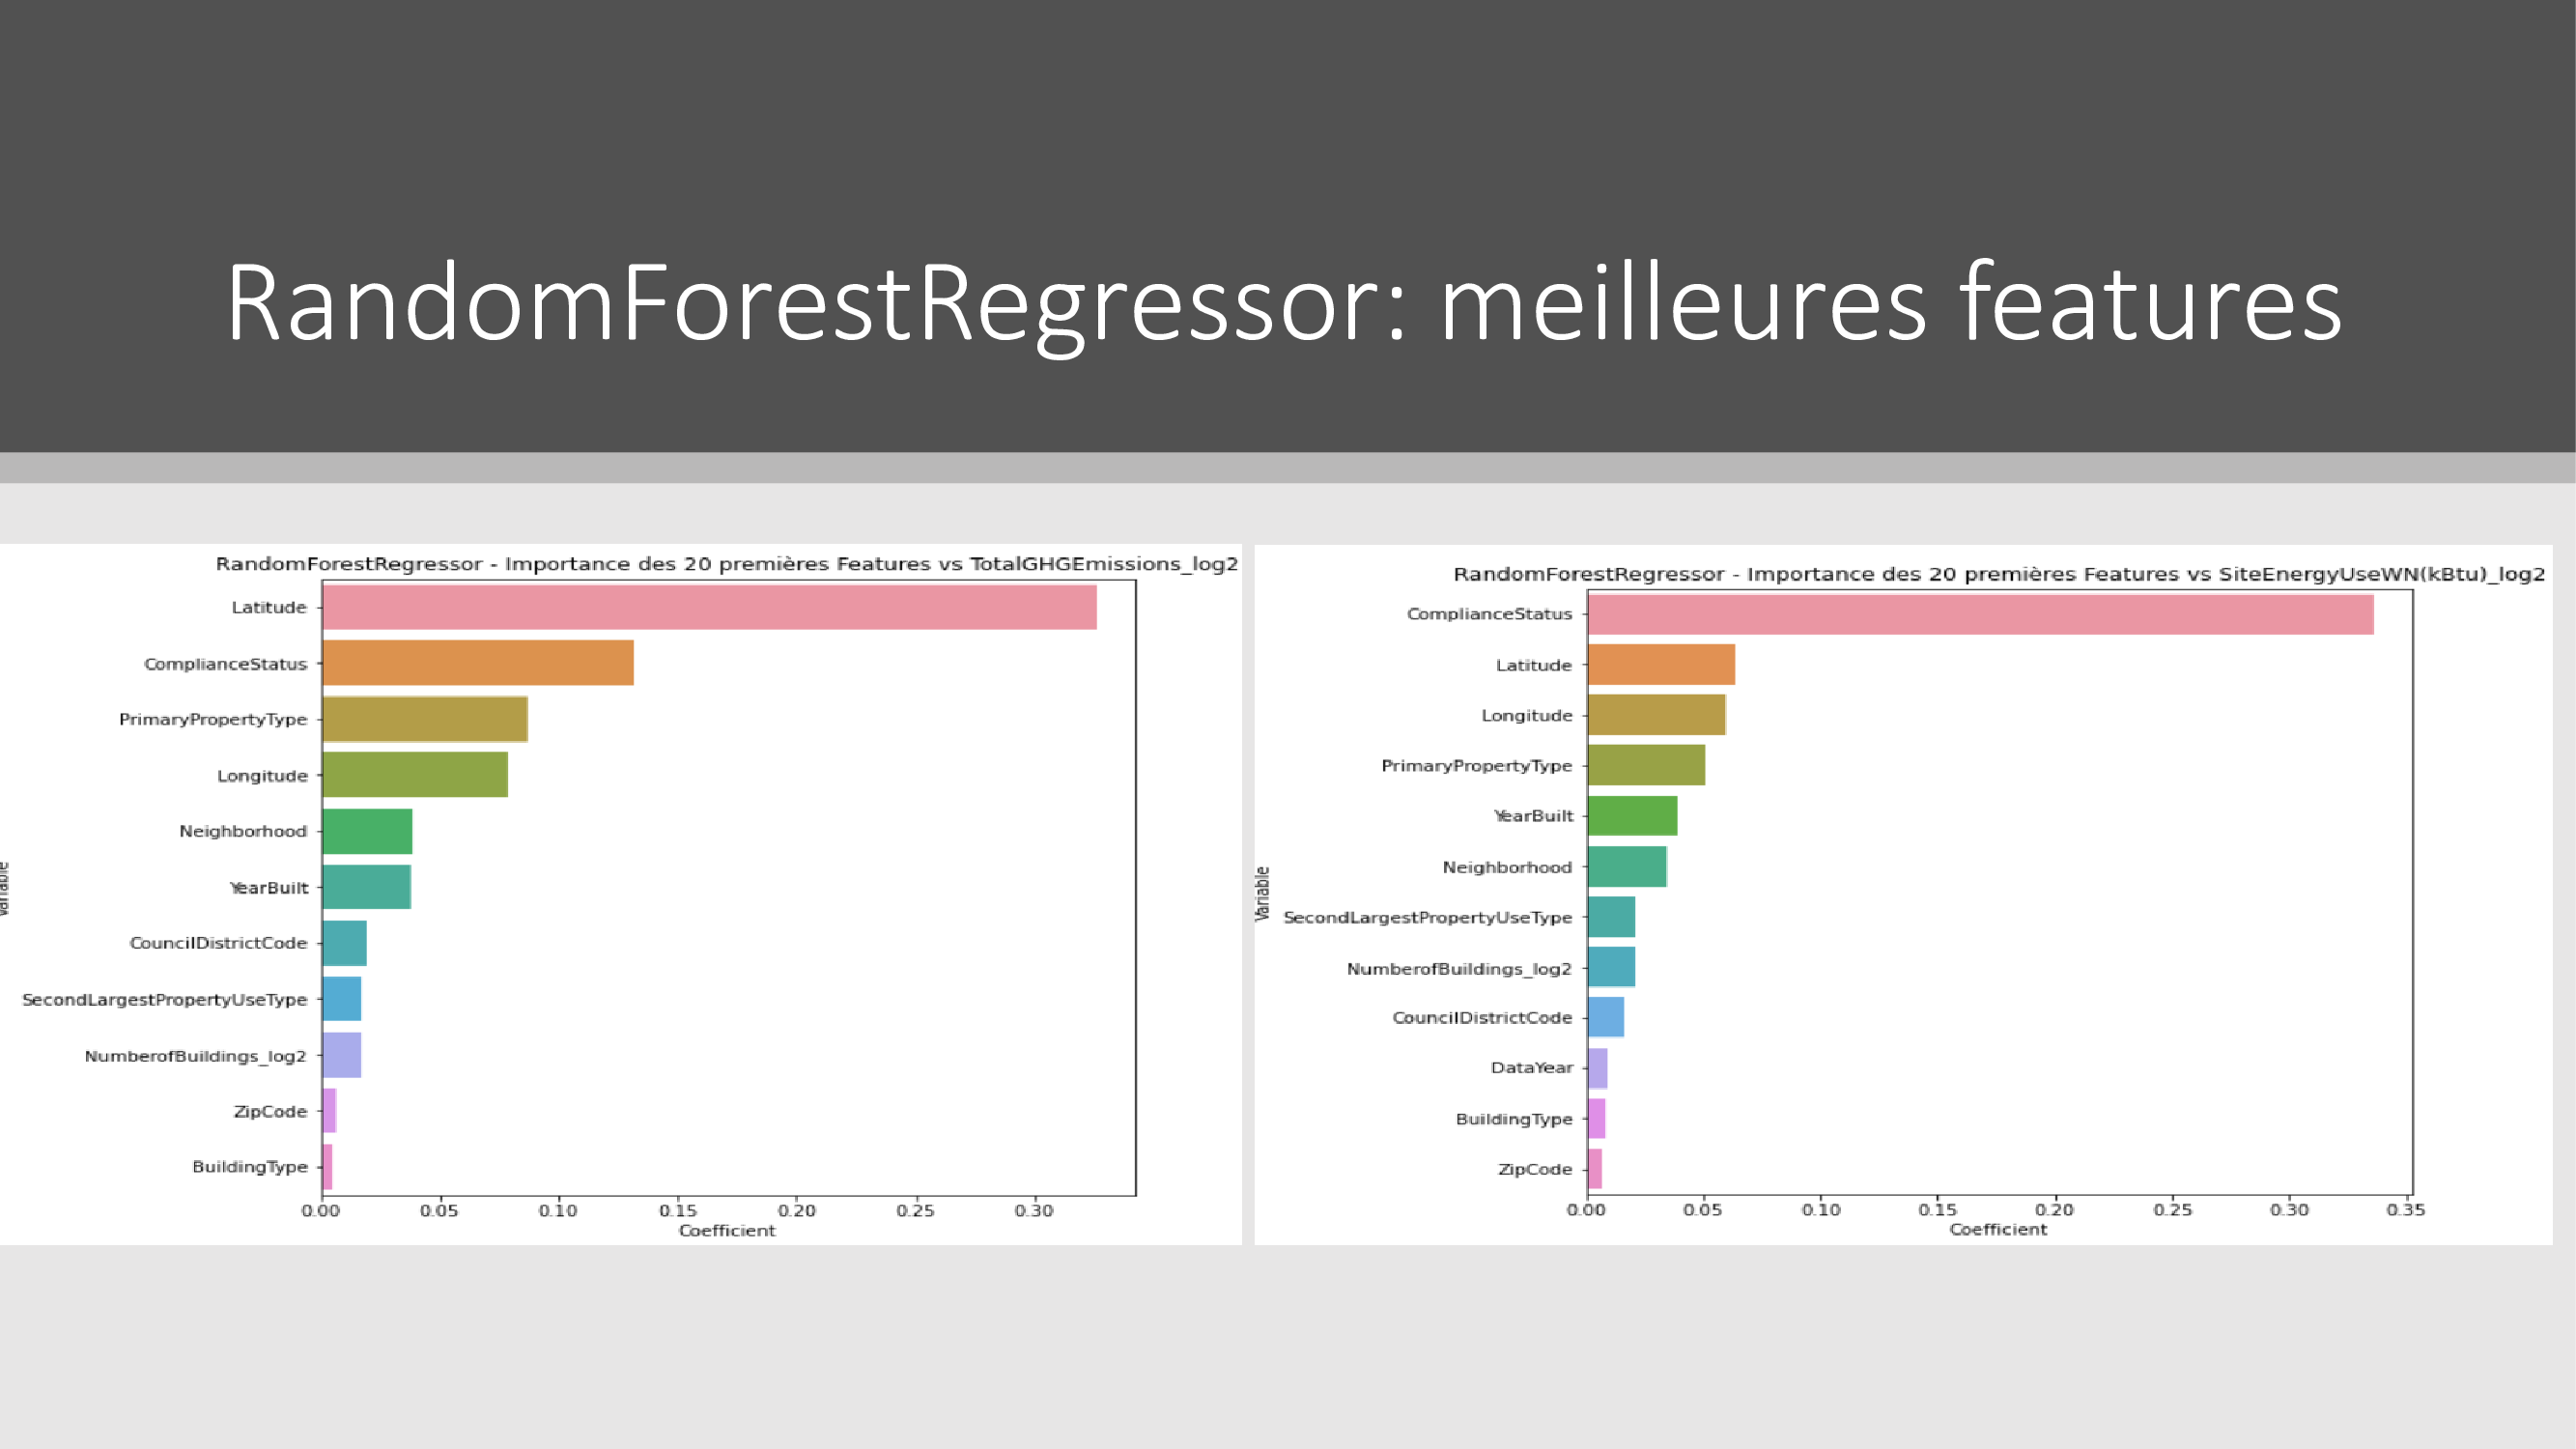 RandomForestRegressor: meilleures features
RandomForestRegressor - Importance des 20 premières Features vs TotalGHGEmissions_log2
Latitude
ComplianceStatus
PrimaryPropertyType
Longitude
Neighborhood
YearBuilt
CouncilDistrictCode
SecondLargestPropertyUseType
NumberofBuildings_log2
ZipCode
BuildingType
Variable
0.00 0.05 0.10 0.15 0.20 0.25 0.30
Coefficient
RandomForestRegressor - Importance des 20 premières Features vs SiteEnergyUseWN(kBtu)_log2
ComplianceStatus
Latitude
Longitude
PrimaryPropertyType
YearBuilt
Neighborhood
SecondLargestPropertyUseType
NumberofBuildings_log2
CouncilDistrictCode
DataYear
BuildingType
ZipCode
Variable
0.00 0.05 0.10 0.15 0.20 0.25 0.30 0.35
Coefficient